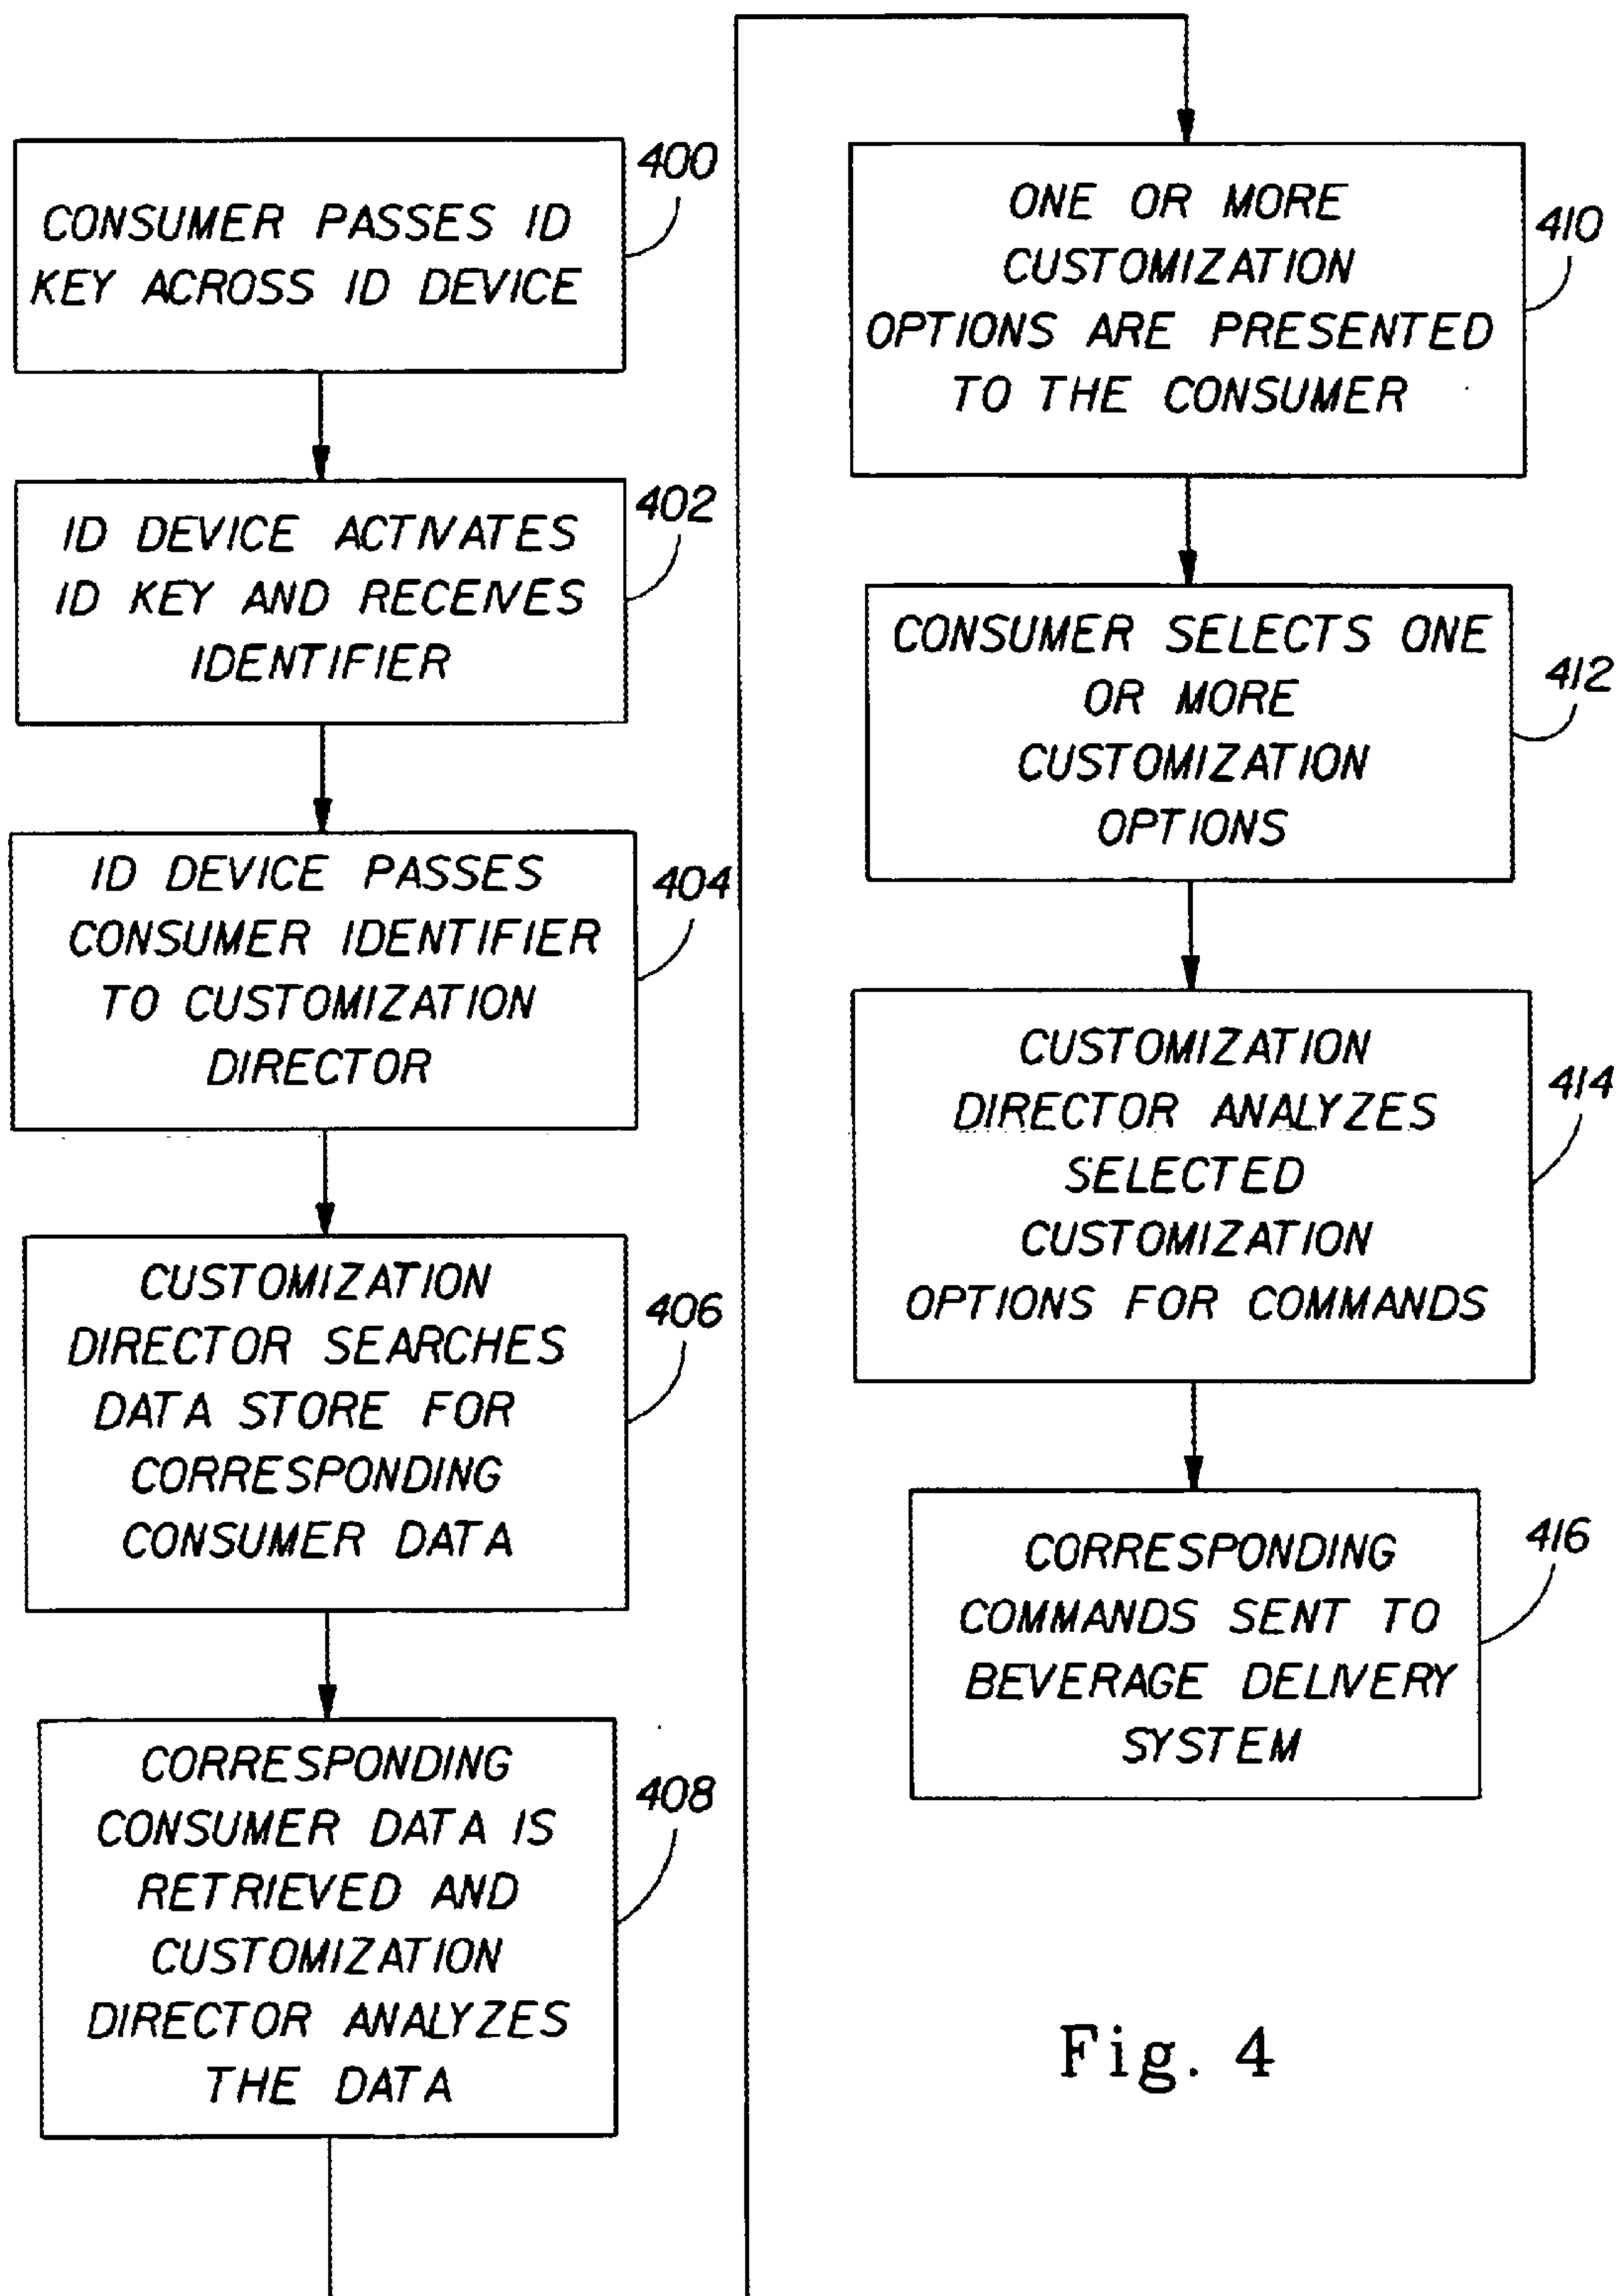 CONSUMER PASSES ID
KEY ACROSS ID DEVICE
400
ID DEVICE ACTIVATES
ID KEY AND RECEIVES
IDENTIFIER
402
ID DEVICE PASSES
CONSUMER IDENTIFIER
TO CUSTOMIZATION
DIRECTOR
404
CUSTOMIZATION
DIRECTOR SEARCHES
DATA STORE FOR
CORRESPONDING
CONSUMER DATA
406
CORRESPONDING
CONSUMER DATA IS
RETRIEVED AND
CUSTOMIZATION
DIRECTOR ANALYZES
THE DATA
408
ONE OR MORE
CUSTOMIZATION
OPTIONS ARE PRESENTED
TO THE CONSUMER
410
CONSUMER SELECTS ONE
OR MORE
CUSTOMIZATION
OPTIONS
412
CUSTOMIZATION
DIRECTOR ANALYZES
SELECTED
CUSTOMIZATION
OPTIONS FOR COMMANDS
414
CORRESPONDING
COMMANDS SENT TO
BEVERAGE DELIVERY
SYSTEM
416
Fig. 4